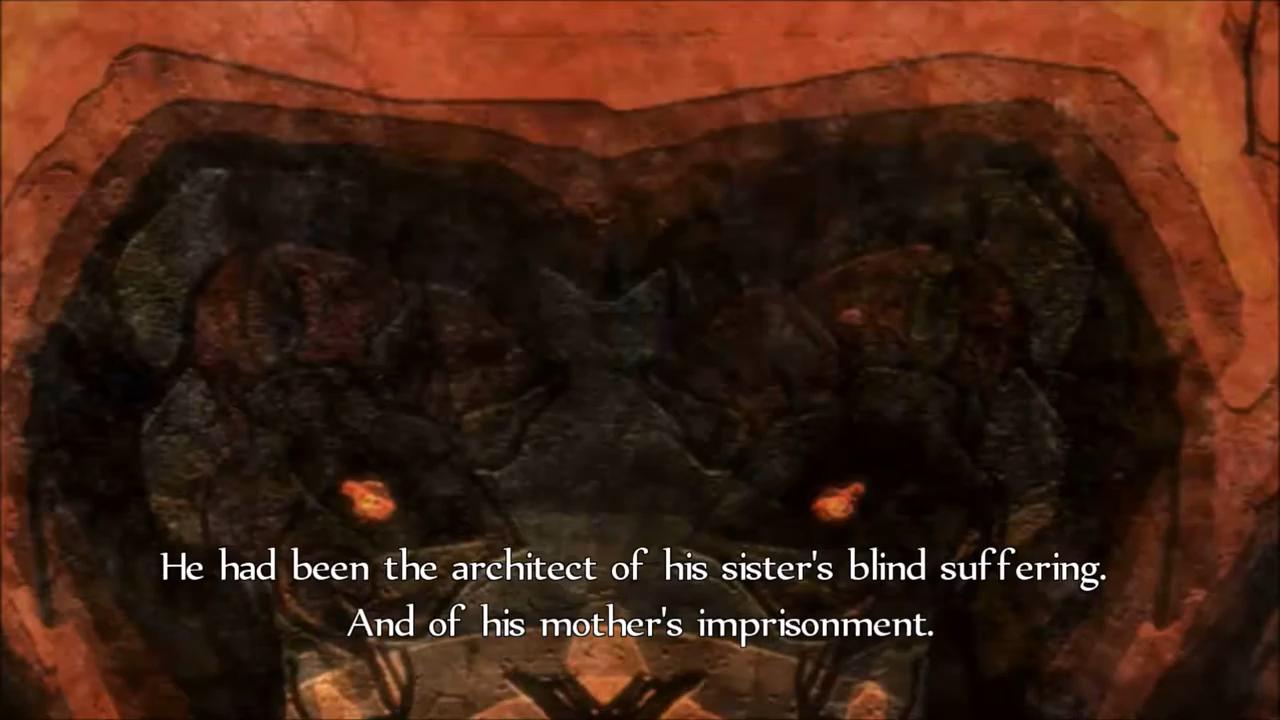 He had been the architect of his sister's blind suffering.
And of his mother's imprisonment.